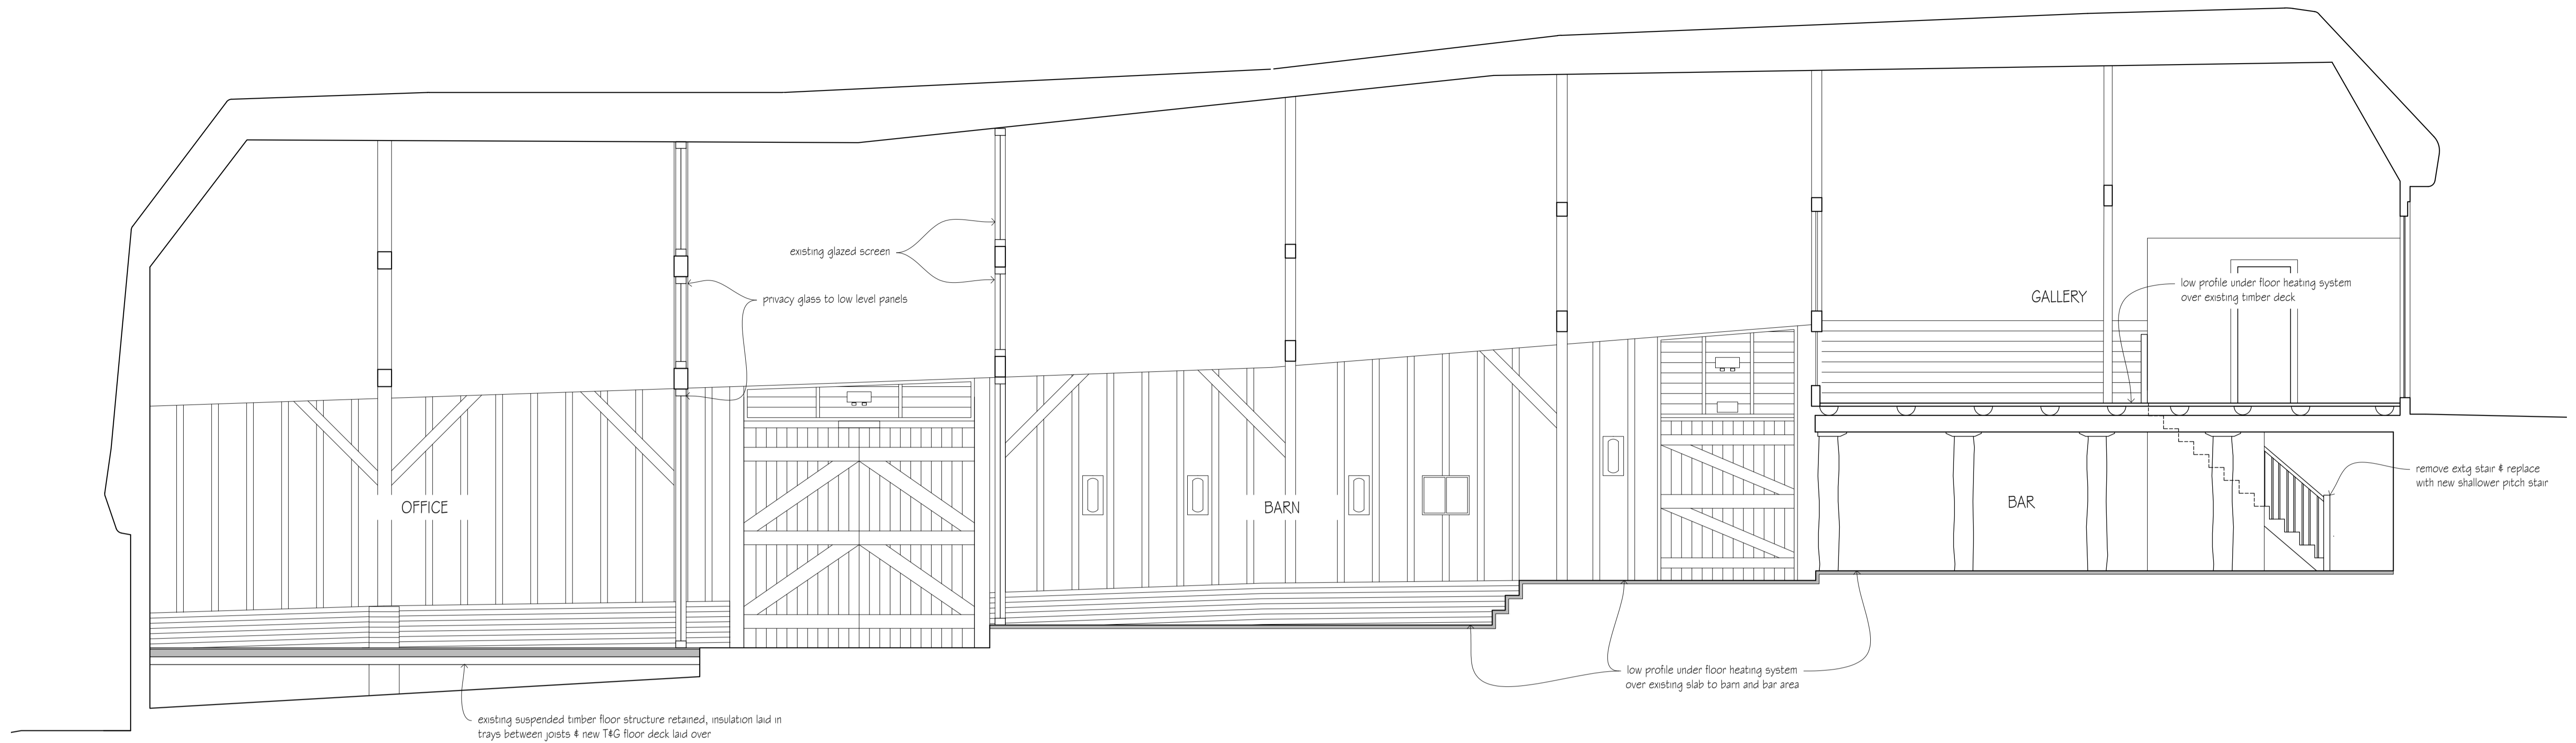 existing glazed screen
privacy glass to low level panels
GALLERY
low profile under floor heating system
over existing timber deck
OFFICE
BARN
BAR
remove extg stair & replace
with new shallower pitch stair
low profile under floor heating system
over existing slab to barn and bar area
existing suspended timber floor structure retained, insulation laid in
trays between joists & new T&G floor deck laid over